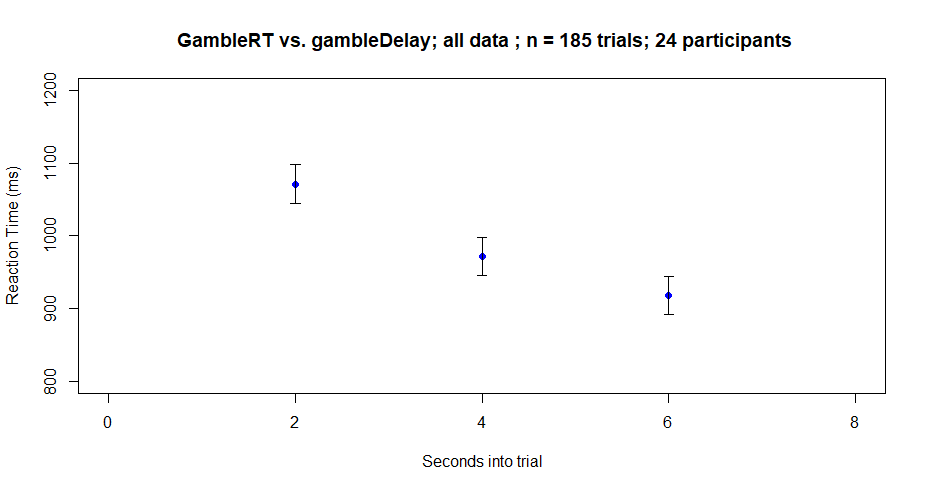 GambleRT vs. gambleDelay; all data ; n = 185 trials; 24 participants
1200
1100
1000
900
800
Reaction Time (ms)
0 2 4 6 8
Seconds into trial